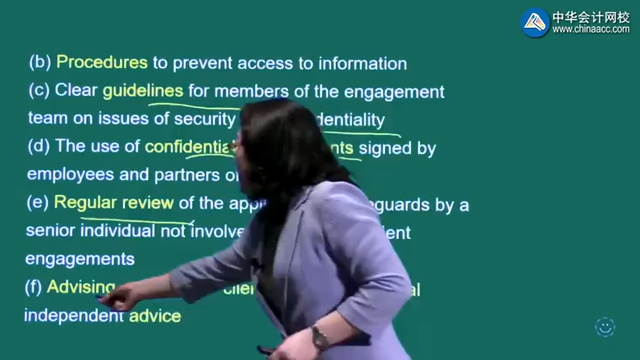 中华会计网校
www.chinaacc.com
(b) Procedures to prevent access to information
(c) Clear guidelines for members of the engagement
team on issues of security
(d) The use of signed by
employees and partners
(e) Regular review of the by a
senior individual not
engagements
(f) Advising
independent advice